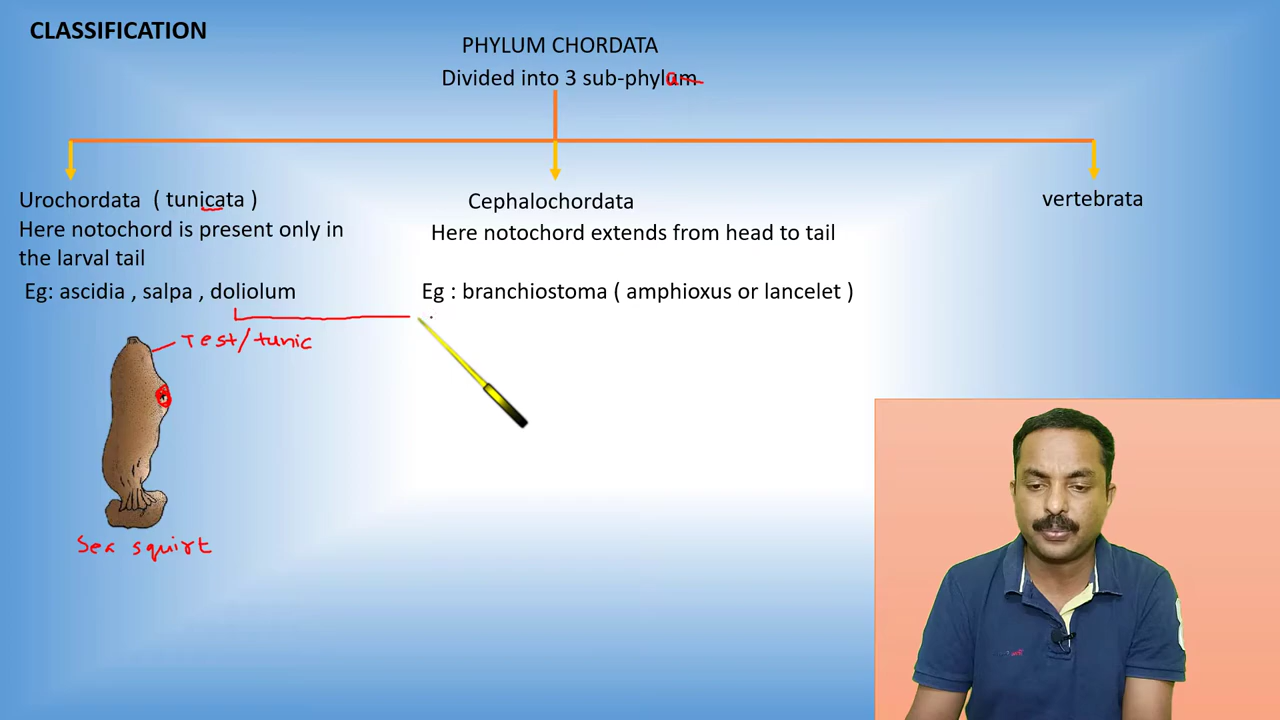 CLASSIFICATION
PHYLUM CHORDATA
Divided into 3 sub-phyla
Urochordata ( tunicata )
Here notochord is present only in
the larval tail
Eg: ascidia , salpa , doliolum
Test/tunic
Sea squirt
Cephalochordata
Here notochord extends from head to tail
Eg : branchiostoma ( amphioxus or lancelet )
vertebrata